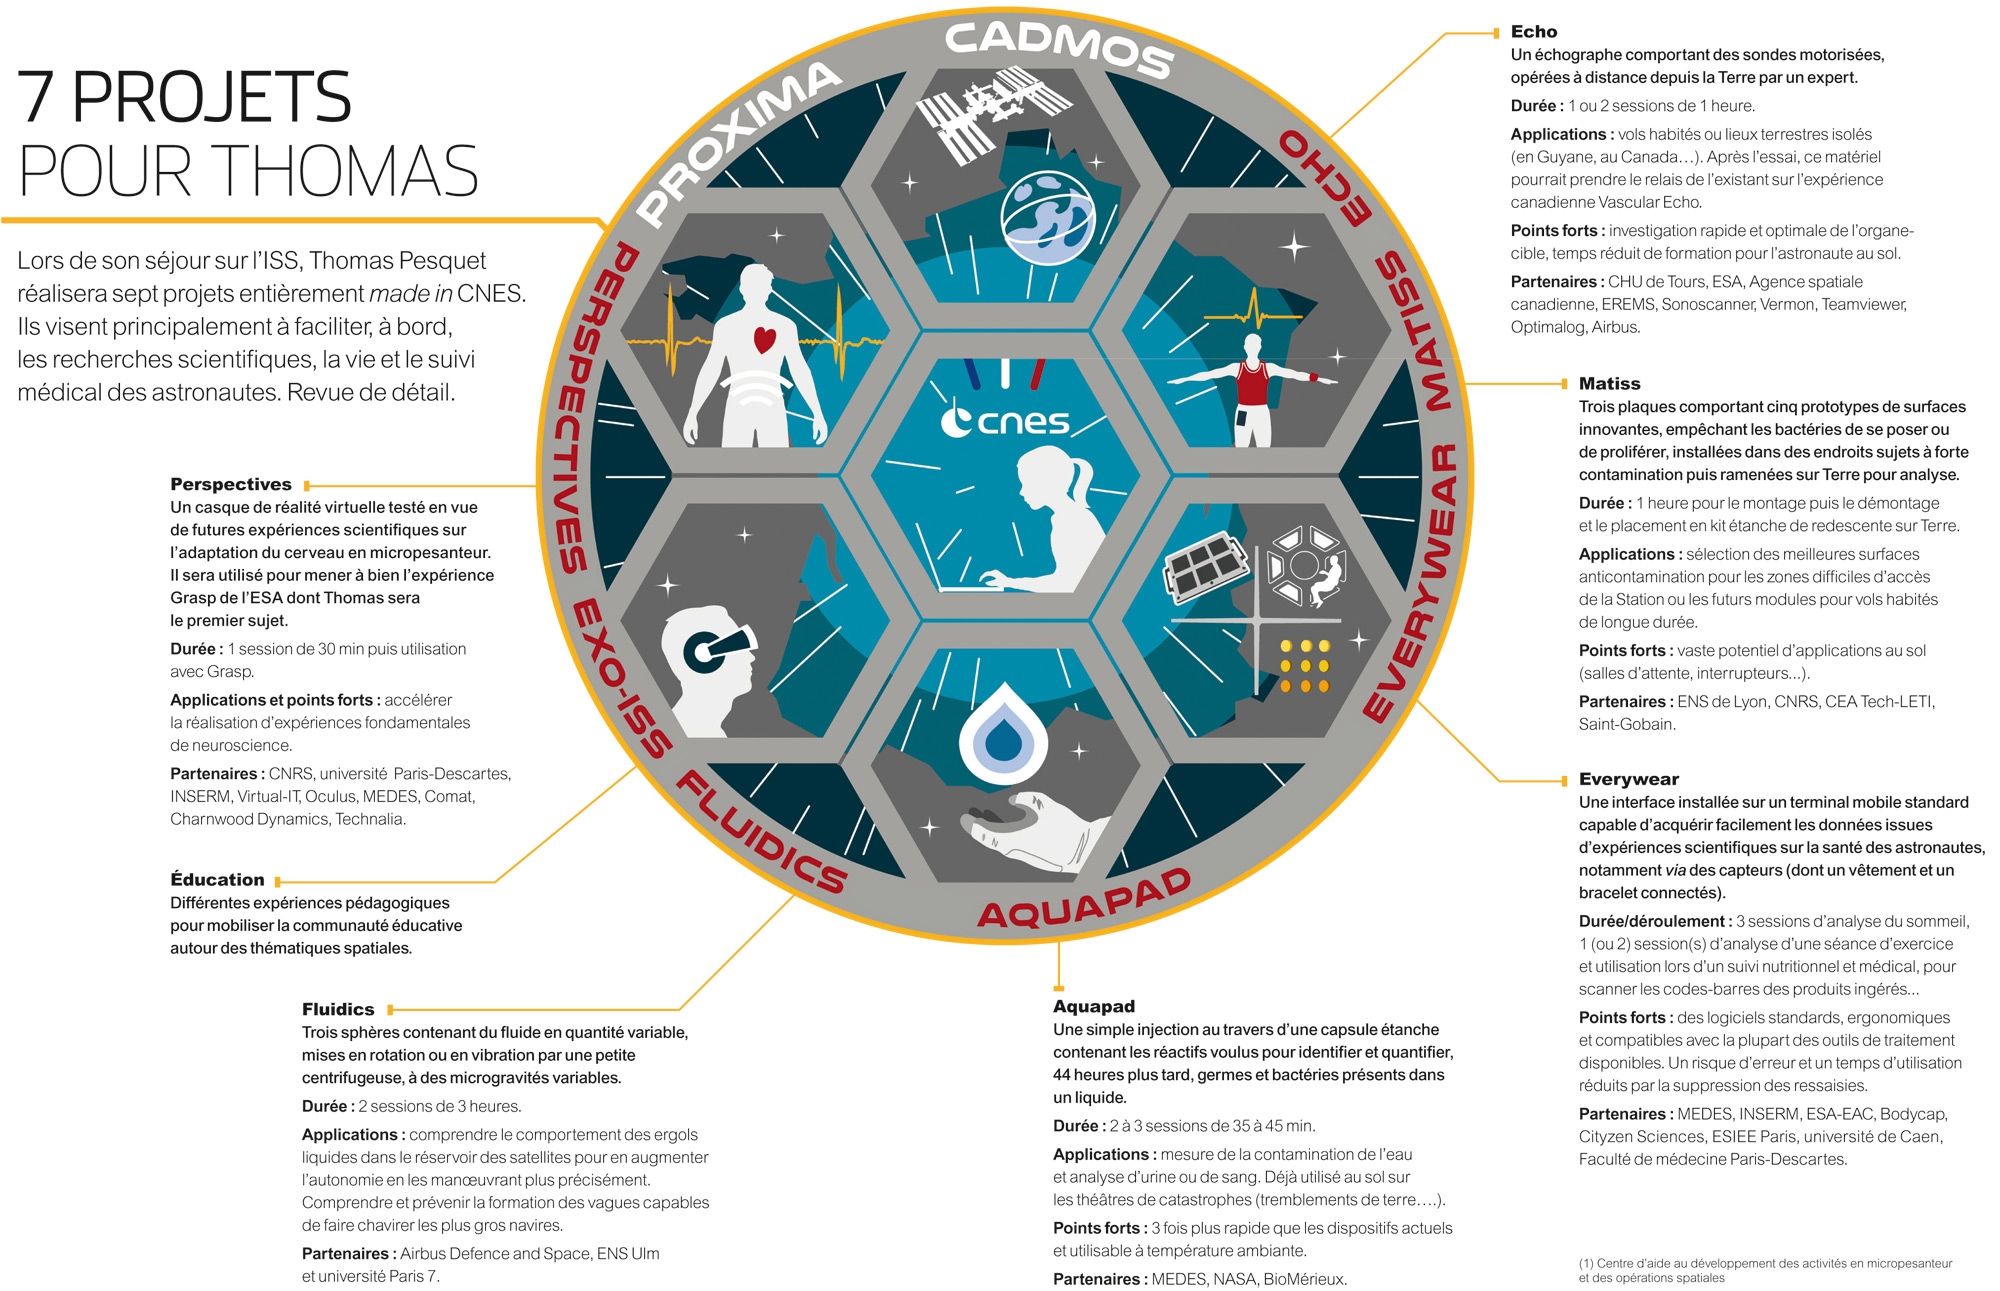 7 PROJETS
POUR THOMAS
Lors de son séjour sur l'ISS, Thomas Pesquet
réalisera sept projets entièrement made in CNES.
Ils visent principalement à faciliter, à bord,
les recherches scientifiques, la vie et le suivi
médical des astronautes. Revue de détail.
PROXIMA
CADMOS
ECHO
MATISS
EVERYWEAR
AQUAPAD
FLUIDICS
EXO-ISS
PERSPECTIVES
cnes
Echo
Un échographe comportant des sondes motorisées,
opérées à distance depuis la Terre par un expert.
Durée : 1 ou 2 sessions de 1 heure.
Applications : vols habités ou lieux terrestres isolés
(en Guyane, au Canada…). Après l'essai, ce matériel
pourrait prendre le relais de l'existant sur l'expérience
canadienne Vascular Echo.
Points forts : investigation rapide et optimale de l'organe-
cible, temps réduit de formation pour l'astronaute au sol.
Partenaires : CHU de Tours, ESA, Agence spatiale
canadienne, EREMS, Sonoscanner, Vermon, Teamviewer,
Optimalog, Airbus.
Matiss
Trois plaques comportant cinq prototypes de surfaces
innovantes, empêchant les bactéries de se poser ou
de proliférer, installées dans des endroits sujets à forte
contamination puis ramenées sur Terre pour analyse.
Durée : 1 heure pour le montage puis le démontage
et le placement en kit étanche de redescente sur Terre.
Applications : sélection des meilleures surfaces
anticontamination pour les zones difficiles d'accès
de la Station ou les futurs modules pour vols habités
de longue durée.
Points forts : vaste potentiel d'applications au sol
(salles d'attente, interrupteurs...).
Partenaires : ENS de Lyon, CNRS, CEA Tech-LETI,
Saint-Gobain.
Everywear
Une interface installée sur un terminal mobile standard
capable d'acquérir facilement les données issues
d'expériences scientifiques sur la santé des astronautes,
notamment via des capteurs (dont un vêtement et un
bracelet connectés).
Durée/déroulement : 3 sessions d'analyse du sommeil,
1 (ou 2) session(s) d'analyse d'une séance d'exercice
et utilisation lors d'un suivi nutritionnel et médical, pour
scanner les codes-barres des produits ingérés...
Points forts : des logiciels standards, ergonomiques
et compatibles avec la plupart des outils de traitement
disponibles. Un risque d'erreur et un temps d'utilisation
réduits par la suppression des ressaisies.
Partenaires : MEDES, INSERM, ESA-EAC, Bodycap,
Cityzen Sciences, ESIEE Paris, université de Caen,
Faculté de médecine Paris-Descartes.
(1) Centre d'aide au développement des activités en micropesanteur
et des opérations spatiales
Perspectives
Un casque de réalité virtuelle testé en vue
de futures expériences scientifiques sur
l'adaptation du cerveau en micropesanteur.
Il sera utilisé pour mener à bien l'expérience
Grasp de l'ESA dont Thomas sera
le premier sujet.
Durée : 1 session de 30 min puis utilisation
avec Grasp.
Applications et points forts : accélérer
la réalisation d'expériences fondamentales
de neuroscience.
Partenaires : CNRS, université Paris-Descartes,
INSERM, Virtual-IT, Oculus, MEDES, Comat,
Charnwood Dynamics, Technalia.
Éducation
Différentes expériences pédagogiques
pour mobiliser la communauté éducative
autour des thématiques spatiales.
Fluidics
Trois sphères contenant du fluide en quantité variable,
mises en rotation ou en vibration par une petite
centrifugeuse, à des microgravités variables.
Durée : 2 sessions de 3 heures.
Applications : comprendre le comportement des ergols
liquides dans le réservoir des satellites pour en augmenter
l'autonomie en les manœuvrant plus précisément.
Comprendre et prévenir la formation des vagues capables
de faire chavirer les plus gros navires.
Partenaires : Airbus Defence and Space, ENS Ulm
et université Paris 7.
Aquapad
Une simple injection au travers d'une capsule étanche
contenant les réactifs voulus pour identifier et quantifier,
44 heures plus tard, germes et bactéries présents dans
un liquide.
Durée : 2 à 3 sessions de 35 à 45 min.
Applications : mesure de la contamination de l'eau
et analyse d'urine ou de sang. Déjà utilisé au sol sur
les théâtres de catastrophes (tremblements de terre….).
Points forts : 3 fois plus rapide que les dispositifs actuels
et utilisable à température ambiante.
Partenaires : MEDES, NASA, BioMérieux.